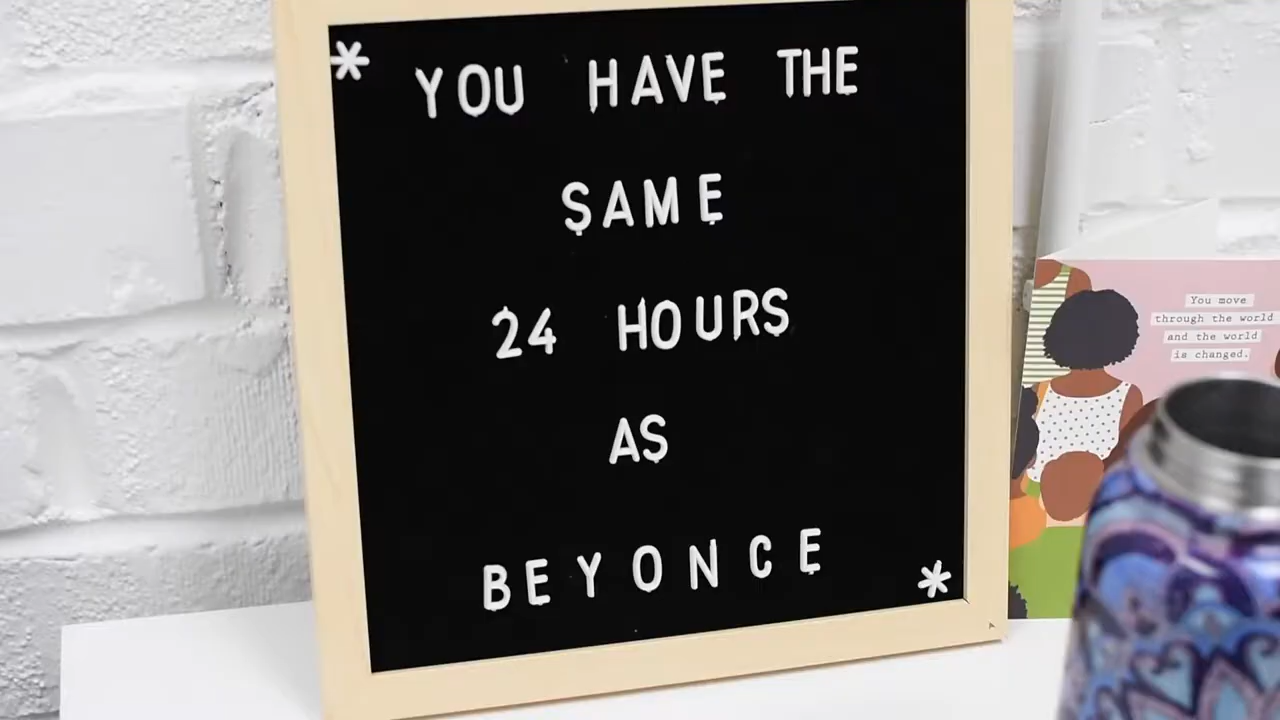 * YOU HAVE THE
SAME
24 HOURS
AS
BEYONCE *
You move
through the world
and the world
is changed.